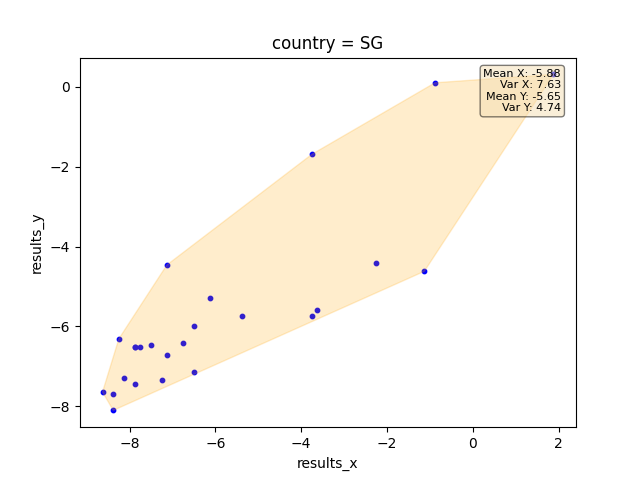 country = SG
Mean X: -5.88
Var X: 7.63
Mean Y: -5.65
Var Y: 4.74
0
−2
−4
−6
−8
results_y
−8
−6
−4
−2
0
2
results_x